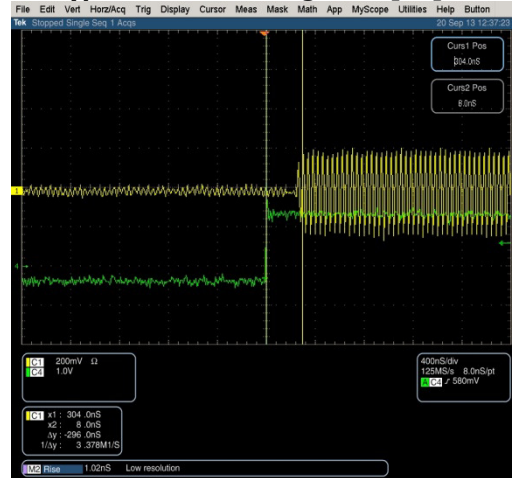 File Edit Vert Horz/Acq Trig Display Cursor Meas Mask Math App MyScope Utilities Help Button
Tek Stopped Single Seq 1 Acqs 20 Sep 13 12:37:23
Curs1 Pos
304.0nS
Curs2 Pos
8.0nS
1
4
C1 200mV Ω
C4 1.0V
400nS/div
125MS/s 8.0nS/pt
A C4 580mV
C1 x1: 304.0nS
x2: 8.0nS
Δy: -296.0nS
1/Δy: 3.378M1/S
M2 Rise 1.02nS Low resolution